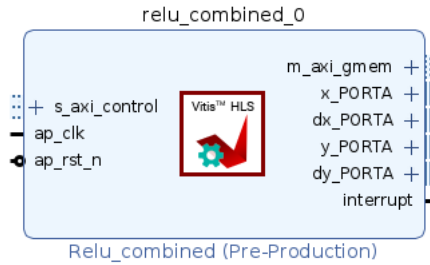 relu_combined_0
m_axi_gmem
s_axi_control
x_PORTA
ap_clk
dx_PORTA
ap_rst_n
y_PORTA
dy_PORTA
interrupt
Vitis™ HLS
Relu_combined (Pre-Production)